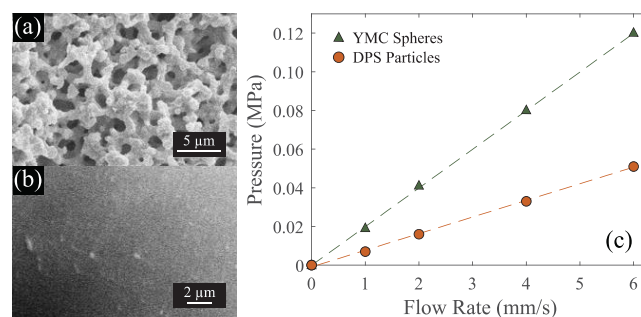 (a)
5 µm
(b)
2 µm
YMC Spheres
DPS Particles
Pressure (MPa)
0.12
0.10
0.08
0.06
0.04
0.02
0
0
1
2
3
4
5
6
Flow Rate (mm/s)
(c)